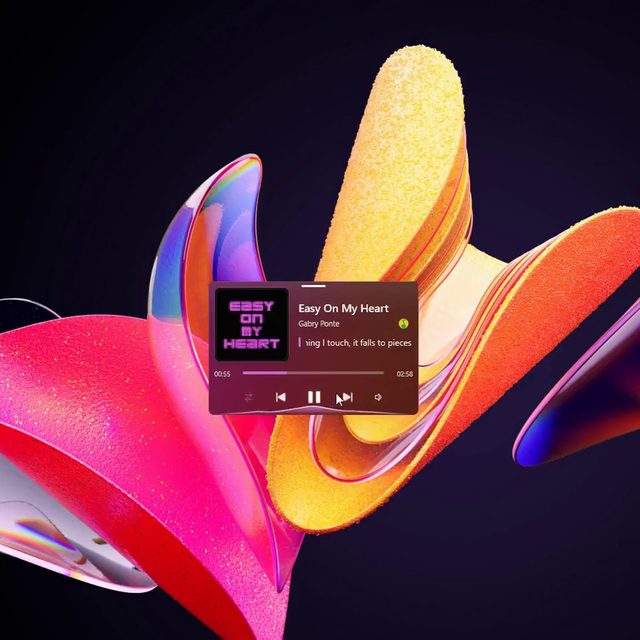 EASY
ON
MY
HEART
Easy On My Heart
Gabry Ponte
ing I touch, it falls to pieces
00:55
02:58